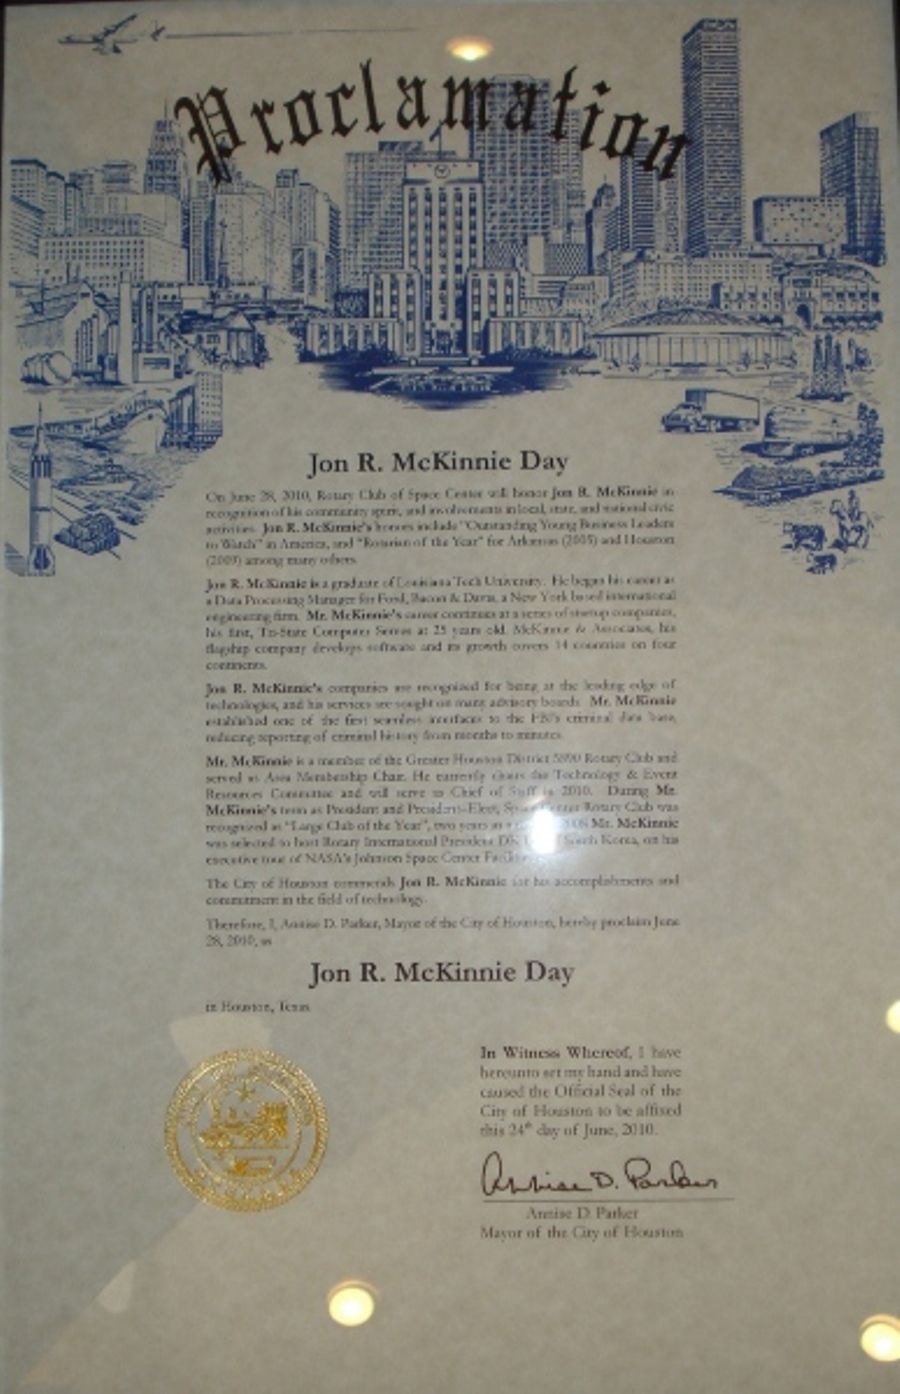 Proclamation
Jon R. McKinnie Day
On June 28, 2010, Rotary Club of Space Center will honor Jon R. McKinnie in
recognition of his community spirit, and involvements in local, state, and national civic
activities. Jon R. McKinnie's honors include "Outstanding Young Business Leaders
to Watch" in America, and "Rotarian of the Year" for Arkansas (2005) and Houston
(2009) among many others.
Jon R. McKinnie is a graduate of Louisiana Tech University. He began his career as
a Data Processing Manager for Ford, Bacon & Davis, a New York based international
engineering firm. Mr. McKinnie's career continues at a series of startup companies,
his first, Tri-State Computer Series at 25 years old. McKinnie & Associates, his
flagship company develops software and its growth covers 14 countries on four
continents.
Jon R. McKinnie's companies are recognized for being at the leading edge of
technologies, and his services are sought on many advisory boards. Mr. McKinnie
established one of the first seamless interfaces to the FBI's criminal data base,
reducing reporting of criminal history from months to minutes.
Mr. McKinnie is a member of the Greater Houston District 5890 Rotary Club and
served as Area Membership Chair. He currently chairs the Technology & Event
Resources Committee and will serve as Chief of Staff in 2010. During Mr.
McKinnie's term as President and President-Elect, Space Center Rotary Club was
recognized as "Large Club of the Year", two years in a Mr. McKinnie
was selected to host Rotary International President DK South Korea, on his
executive tour of NASA's Johnson Space Center
The City of Houston commends Jon R. McKinnie for his accomplishments and
commitment in the field of technology.
Therefore, I, Annise D. Parker, Mayor of the City of Houston, hereby proclaim June
28, 2010, as
Jon R. McKinnie Day
in Houston, Texas
In Witness Whereof, I have
hereunto set my hand and have
caused the Official Seal of the
City of Houston to be affixed
this 24th day of June, 2010.
Annise D. Parker
Annise D. Parker
Mayor of the City of Houston